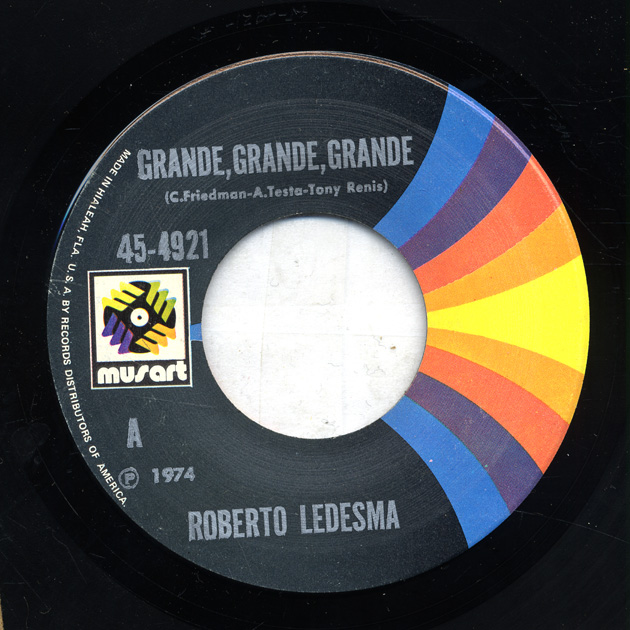 GRANDE, GRANDE, GRANDE
(C.Friedman-A.Testa-Tony Renis)
45-4921
musart
A
Ⓟ 1974
ROBERTO LEDESMA
MADE IN HIALEAH, FLA. U.S.A. BY RECORDS DISTRIBUTORS OF AMERICA.